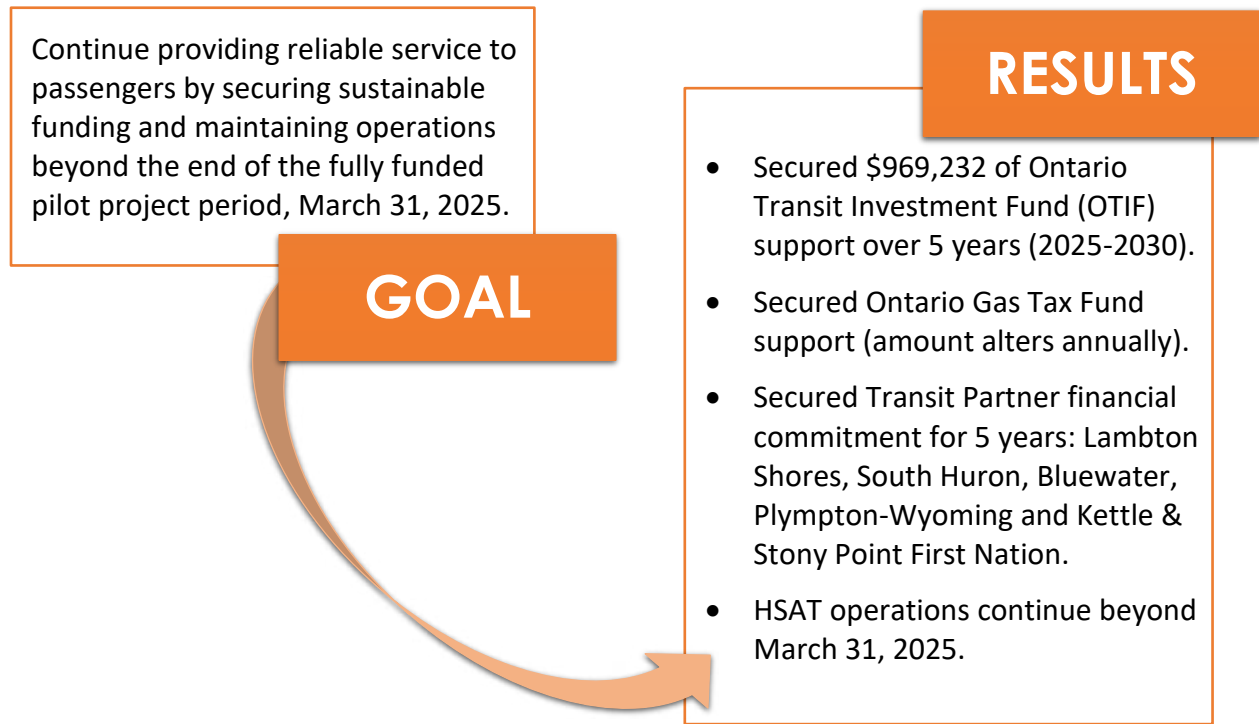 Continue providing reliable service to
passengers by securing sustainable
funding and maintaining operations
beyond the end of the fully funded
pilot project period, March 31, 2025.
GOAL
RESULTS
• Secured $969,232 of Ontario
Transit Investment Fund (OTIF)
support over 5 years (2025-2030).
• Secured Ontario Gas Tax Fund
support (amount alters annually).
• Secured Transit Partner financial
commitment for 5 years: Lambton
Shores, South Huron, Bluewater,
Plympton-Wyoming and Kettle &
Stony Point First Nation.
• HSAT operations continue beyond
March 31, 2025.